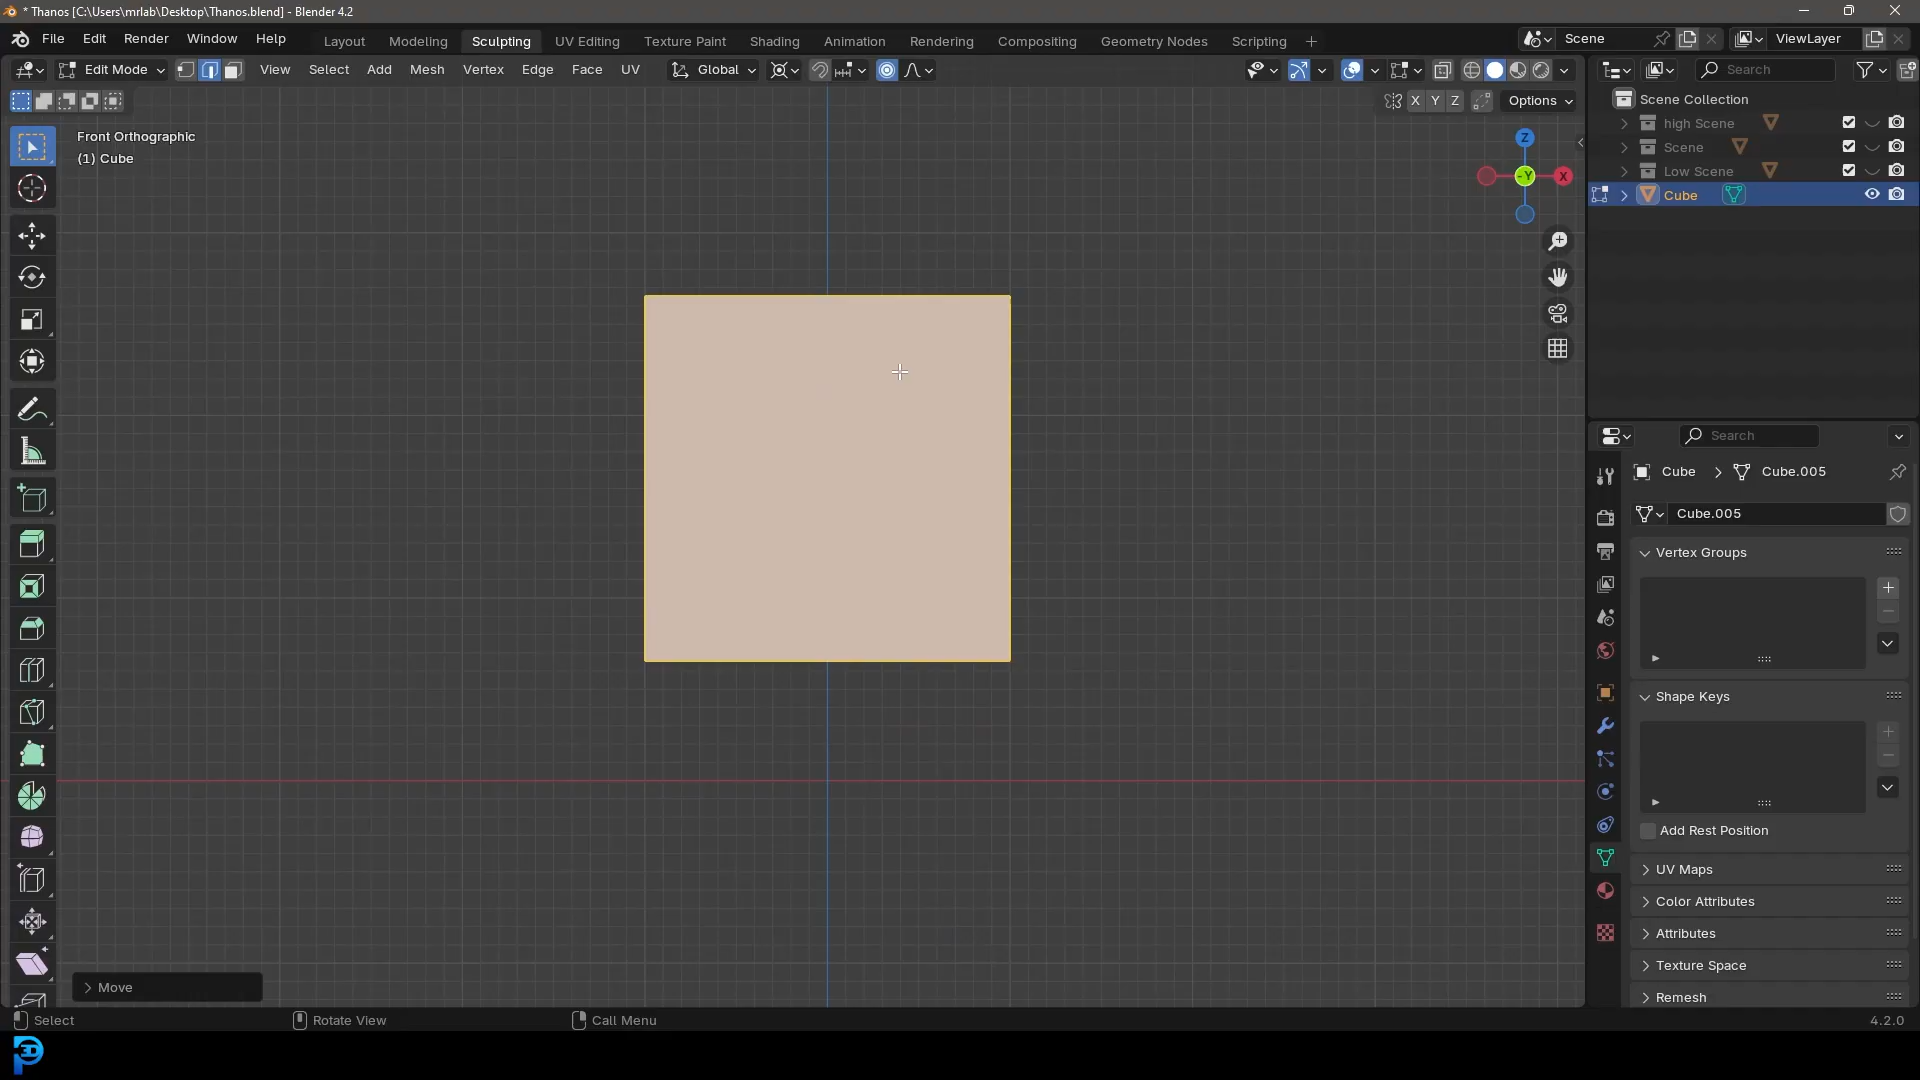 * Thanos [C:\Users\mrlab\Desktop\Thanos.blend] - Blender 4.2
File Edit Render Window Help
Layout Modeling Sculpting UV Editing Texture Paint Shading Animation Rendering Compositing Geometry Nodes Scripting +
Scene
ViewLayer
Edit Mode
View Select Add Mesh Vertex Edge Face UV
Global
X Y Z
Options
Front Orthographic
(1) Cube
Z
-Y
X
Move
Search
Scene Collection
high Scene
Scene
Low Scene
Cube
Search
Cube > Cube.005
Cube.005
Vertex Groups
Shape Keys
Add Rest Position
UV Maps
Color Attributes
Attributes
Texture Space
Remesh
Select
Rotate View
Call Menu
4.2.0